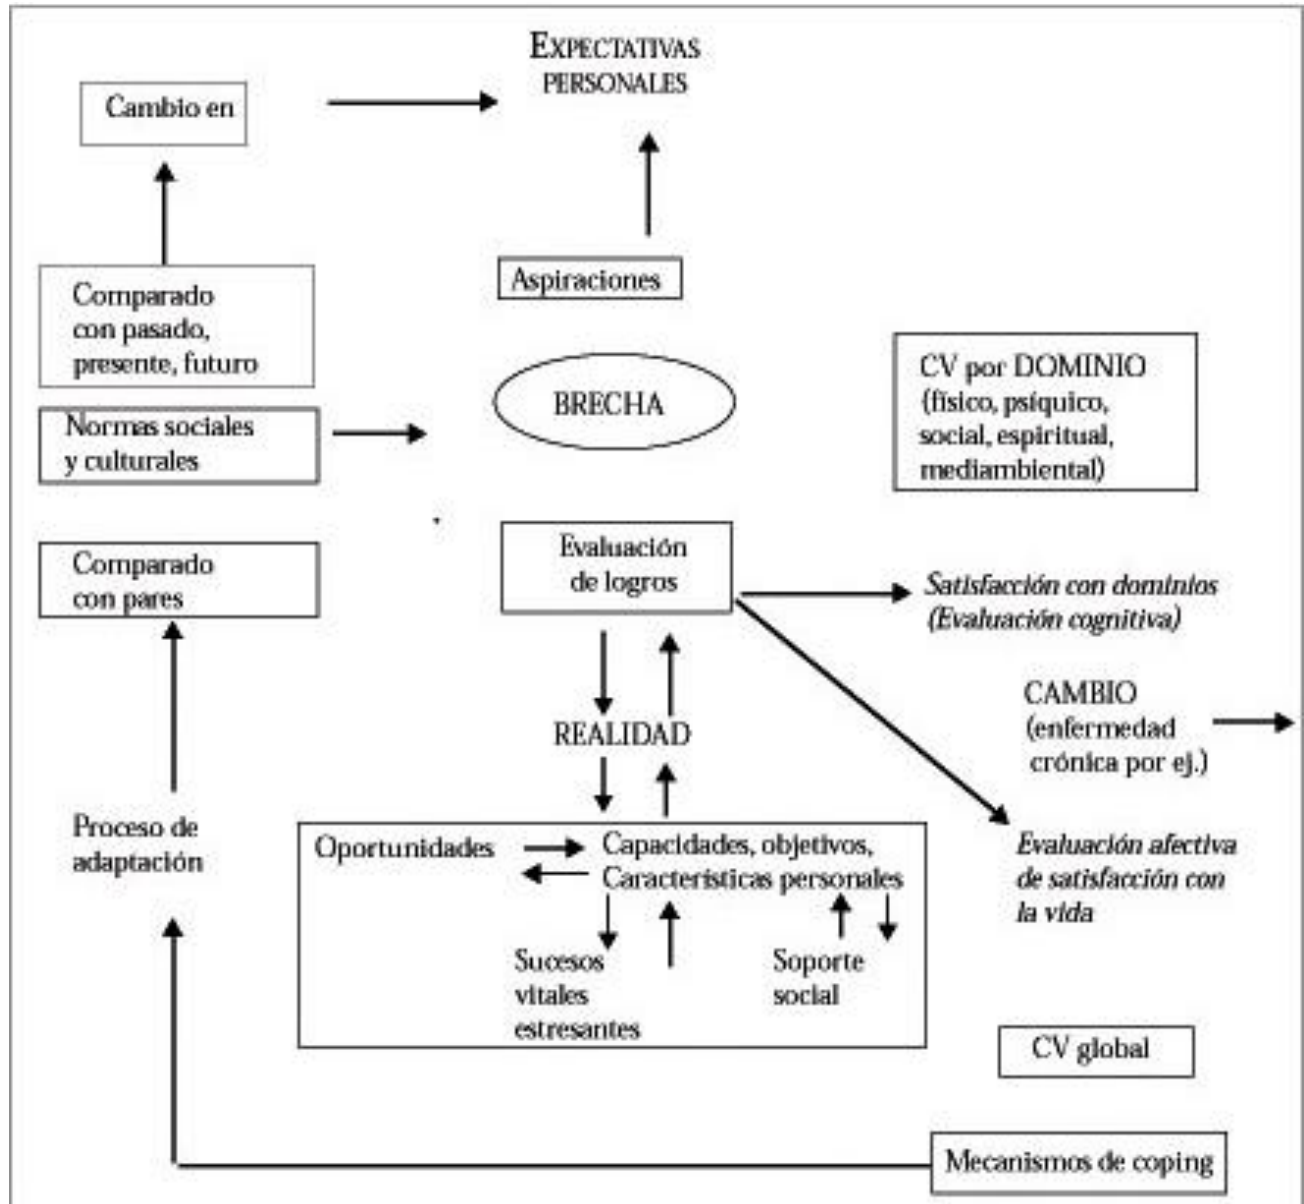 EXPECTATIVAS
PERSONALES
Cambio en
Aspiraciones
Comparado
con pasado,
presente, futuro
CV por DOMINIO
(físico, psíquico,
social, espiritual,
mediambiental)
BRECHA
Normas sociales
y culturales
Evaluación
de logros
Comparado
con pares
Satisfacción con dominios
(Evaluación cognitiva)
CAMBIO
(enfermedad
crónica por ej.)
REALIDAD
Proceso de
adaptación
Oportunidades
Capacidades, objetivos,
Características personales
Evaluación afectiva
de satisfacción con
la vida
Sucesos
vitales
estresantes
Soporte
social
CV global
Mecanismos de coping